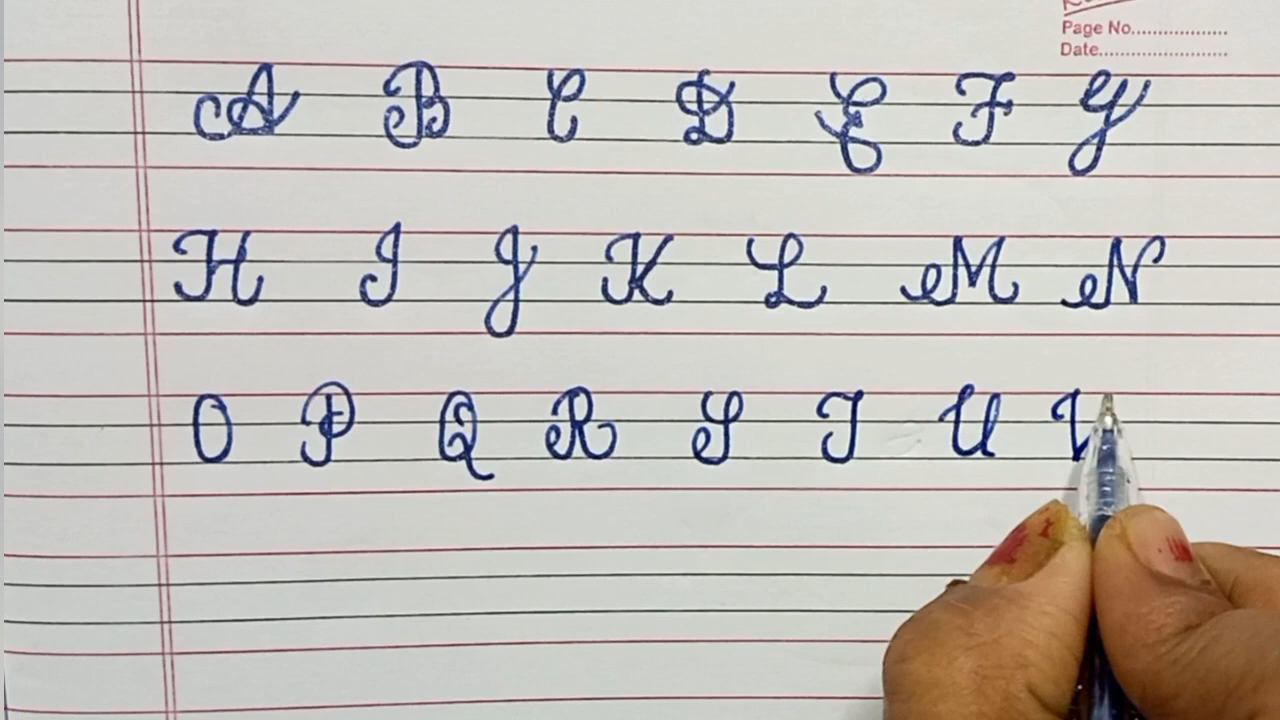 Page No..................
Date........................
A B C D E F G
H I J K L M N
O P Q R S T U V